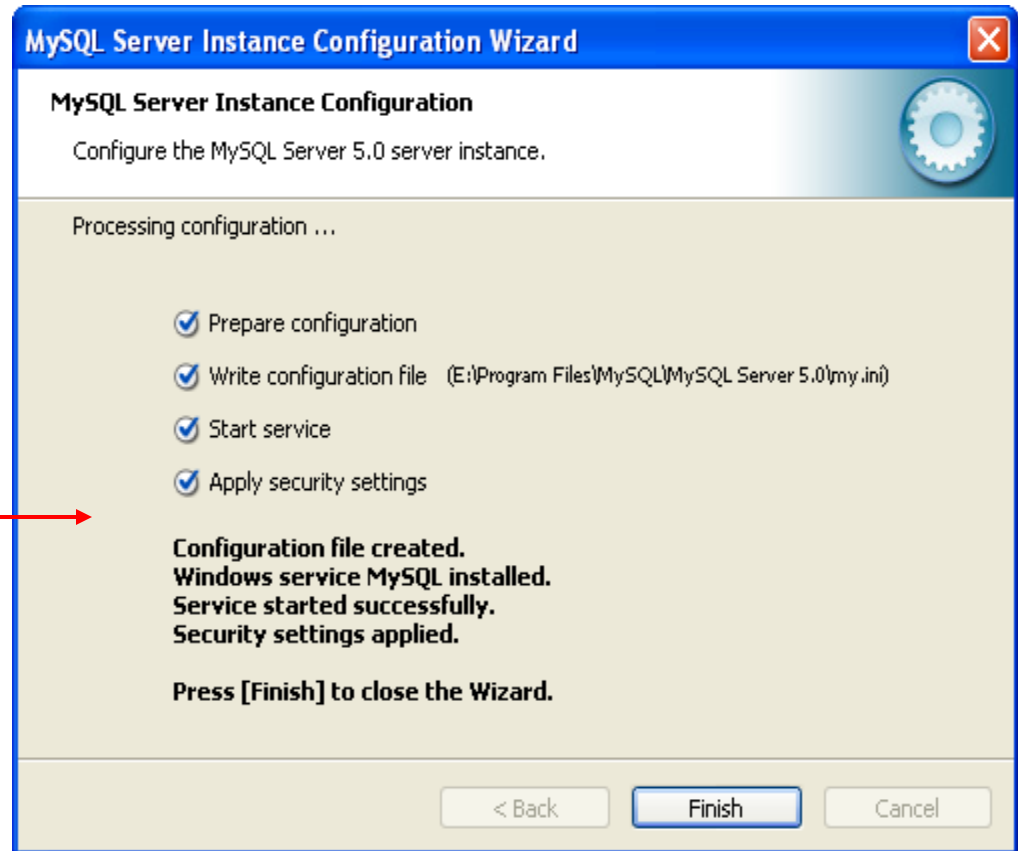 MySQL Server Instance Configuration Wizard
MySQL Server Instance Configuration
Configure the MySQL Server 5.0 server instance.
Processing configuration ...
Prepare configuration
Write configuration file (E:\Program Files\MySQL\MySQL Server 5.0\my.ini)
Start service
Apply security settings
Configuration file created.
Windows service MySQL installed.
Service started successfully.
Security settings applied.
Press [Finish] to close the Wizard.
< Back Finish Cancel